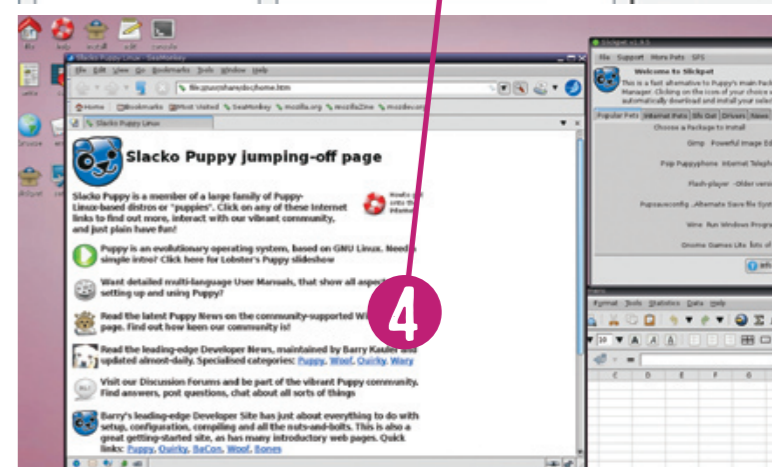 file help install edit console
Slacko Puppy Linux - SeaMonkey
File Edit View Go Bookmarks Tools Window Help
file:///usr/share/doc/home.htm
Home Bookmarks Most Visited SeaMonkey mozilla.org mozillaZine mozdev.org
Slacko Puppy Linux
Slacko Puppy jumping-off page
Slacko Puppy is a member of a large family of Puppy-
Linux-based distros or "puppies". Click on any of these Internet
links to find out more, interact with our vibrant community,
and just plain have fun!
Internet
Puppy is an evolutionary operating system, based on GNU Linux. Need
simple intro? Click here for Lobster's Puppy slideshow
Want detailed multi-language User Manuals, that show all
setting up and using Puppy?
Read the latest Puppy News on the community-supported
page. Find out how keen our community is!
4
Read the leading-edge Developer News, maintained by Barry Kauler and
updated almost-daily. Specialised categories: Puppy, Woof, Quirky, Wary
Visit our Discussion Forums and be part of the vibrant Puppy community.
Find answers, post questions, chat about all sorts of things
Barry's leading-edge Developer Site has just about everything to do with
setup, configuration, compiling and all the nuts-and-bolts. This is also a
great getting-started site, as has many introductory web pages. Quick
links: Puppy, Quirky, BaCon, Woof, Bones
File Support More Pets SFS
Welcome to Slickpet
This is a fast alternative to Puppy's main
Manager. Clicking on the icon of your choice
automatically download and install your
Popular Pets Internet Pets Sfs Get Drivers News
Choose a Package to Install
Gimp Powerful Image
Pop Puppyphone Internet
Flash-player -Older
Pupsaveconfig .Alternate Save file
Wine Run Windows
Gnome Games Lite lots of
Format Tools Statistics Data Help
10 A A A
=
C D E F G